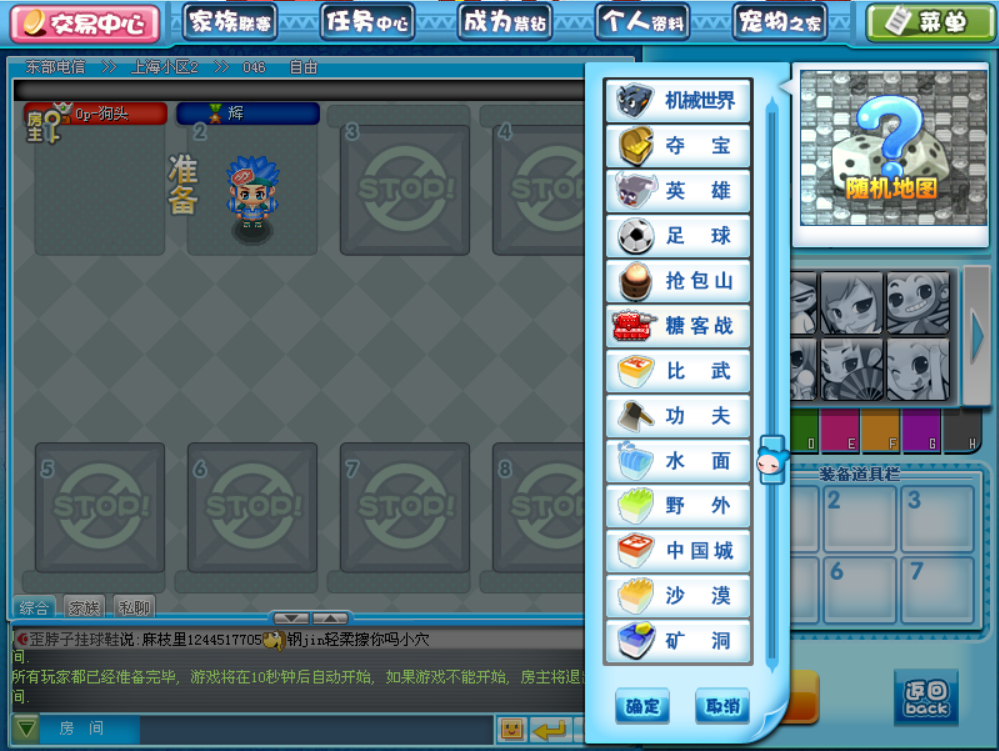 交易中心
家族联赛
任务中心
成为紫钻
个人资料
宠物之家
菜单
东部电信 >> 上海小区2 >> 046 自由
房主
Op-狗头
2
辉
准备
3
STOP!
4
STOP!
5
STOP!
6
STOP!
7
STOP!
8
STOP!
机械世界
夺 宝
英 雄
足 球
抢包山
糖客战
比 武
功 夫
水 面
野 外
中国城
沙 漠
矿 洞
确定
取消
随机地图
D
E
F
G
H
装备道具栏
2
3
6
7
返回
back
综合
家族
私聊
歪脖子挂球鞋说:麻枝里1244517705 钢jin轻柔擦你吗小穴
间.
所有玩家都已经准备完毕, 游戏将在10秒钟后自动开始, 如果游戏不能开始, 房主将退
间.
房 间